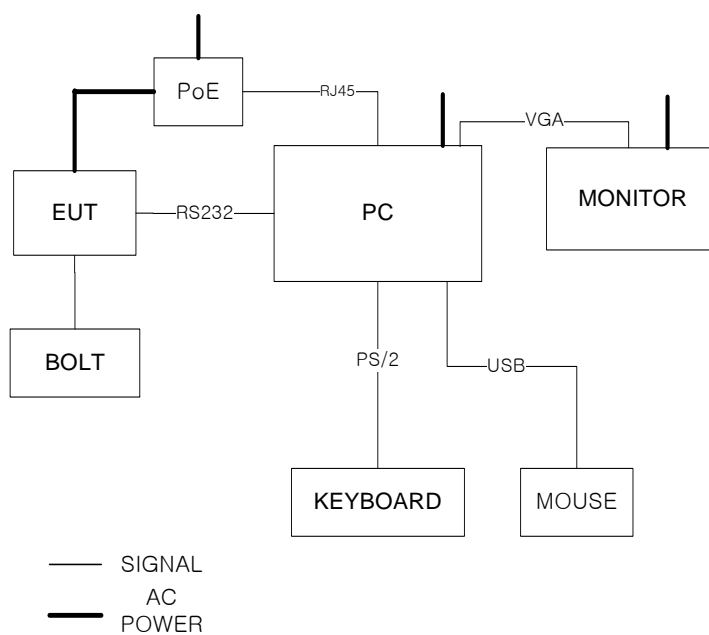 PoE
RJ45
VGA
EUT
RS232
PC
MONITOR
BOLT
PS/2
USB
KEYBOARD
MOUSE
SIGNAL
AC
POWER